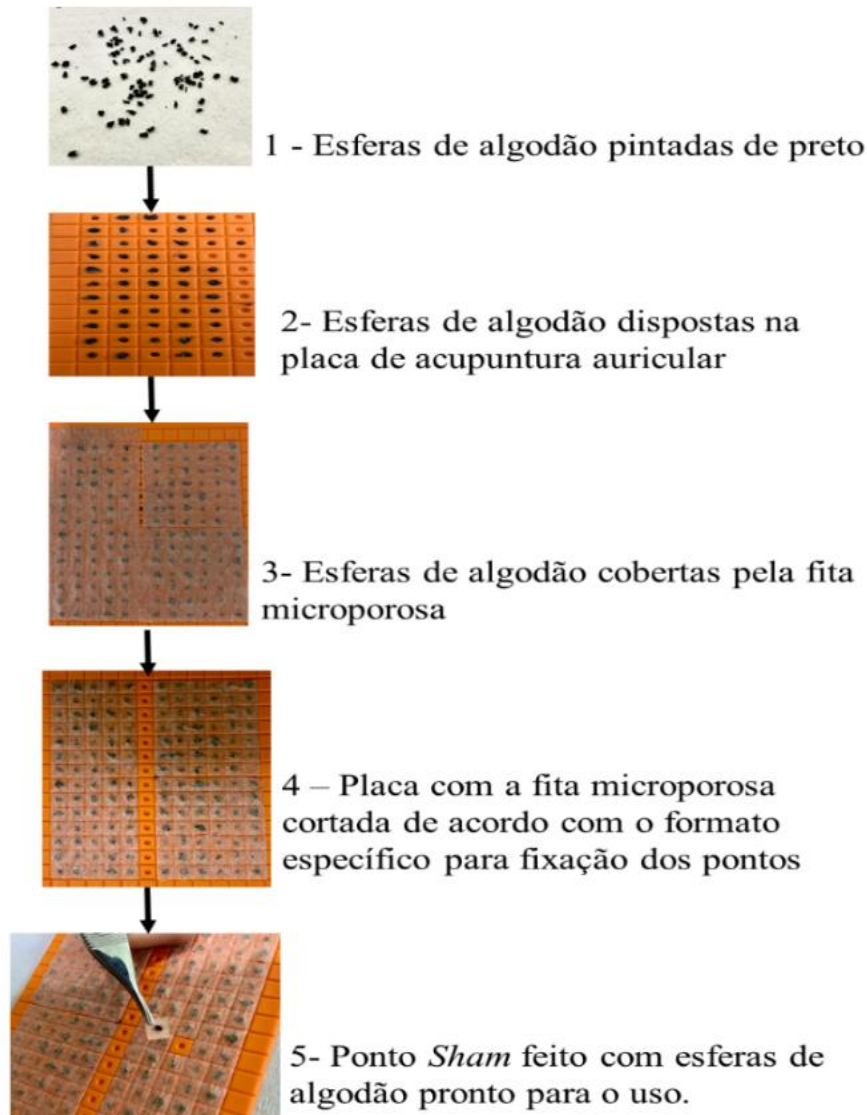 1 - Esferas de algodão pintadas de preto
2- Esferas de algodão dispostas na
placa de acupuntura auricular
3- Esferas de algodão cobertas pela fita
microporosa
4 – Placa com a fita microporosa
cortada de acordo com o formato
específico para fixação dos pontos
5- Ponto Sham feito com esferas de
algodão pronto para o uso.